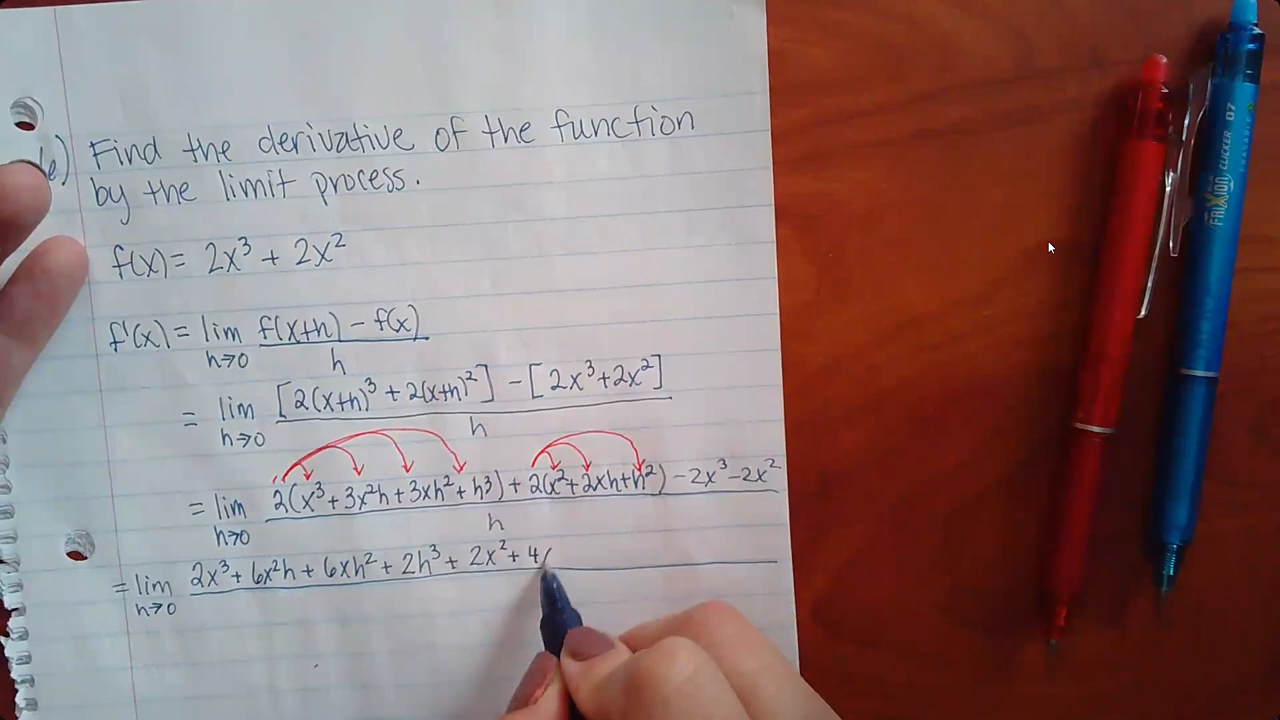 Find the derivative of the function
by the limit process.
f(x) = 2x³ + 2x²
f'(x) = lim h→0 f(x+h) - f(x) / h
= lim h→0 [2(x+h)³ + 2(x+h)²] - [2x³+2x²] / h
= lim h→0 2(x³+3x²h+3xh²+h³) + 2(x²+2xh+h²) - 2x³ - 2x² / h
= lim h→0 2x³ + 6x²h + 6xh² + 2h³ + 2x² + 4
FRIXION CLICKER 07
ERASABLE